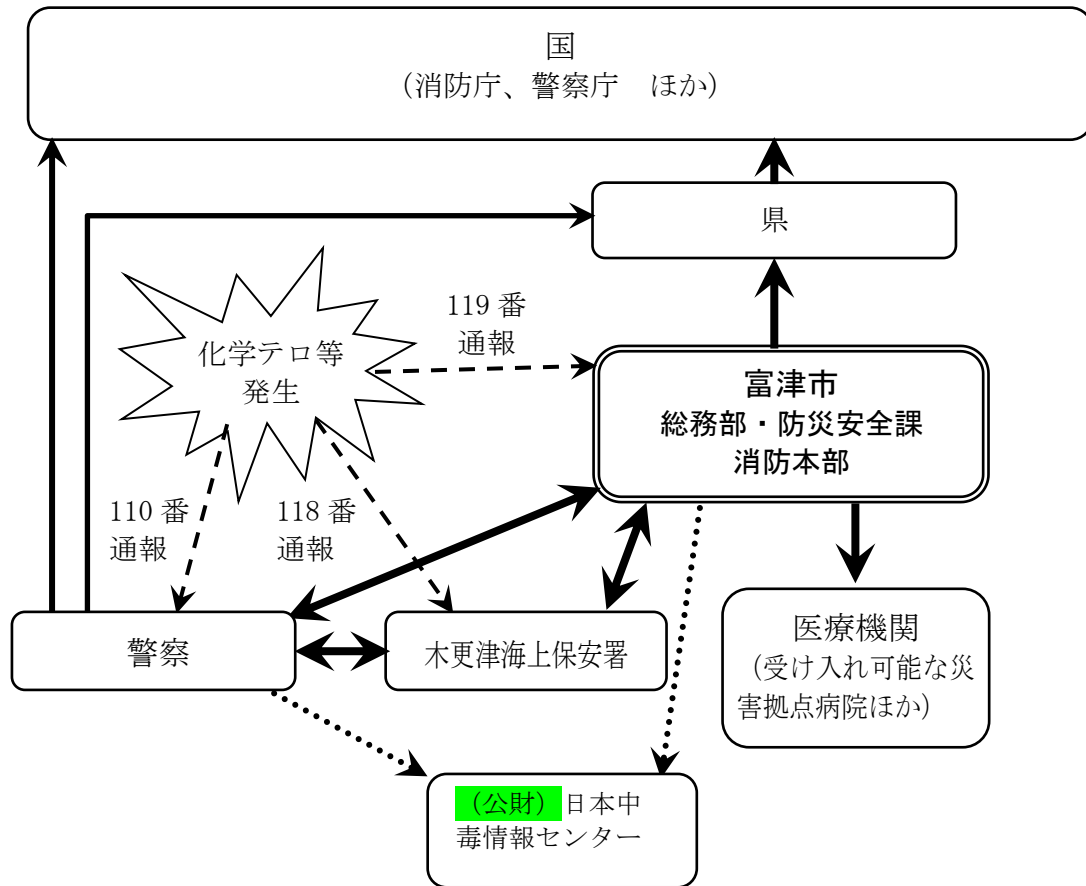 国
（消防庁、警察庁　ほか）
県
119 番
通報
化学テロ等
発生
富津市
総務部・防災安全課
消防本部
110 番
通報
118 番
通報
警察
木更津海上保安署
医療機関
（受け入れ可能な災
害拠点病院ほか）
（公財）日本中
毒情報センター